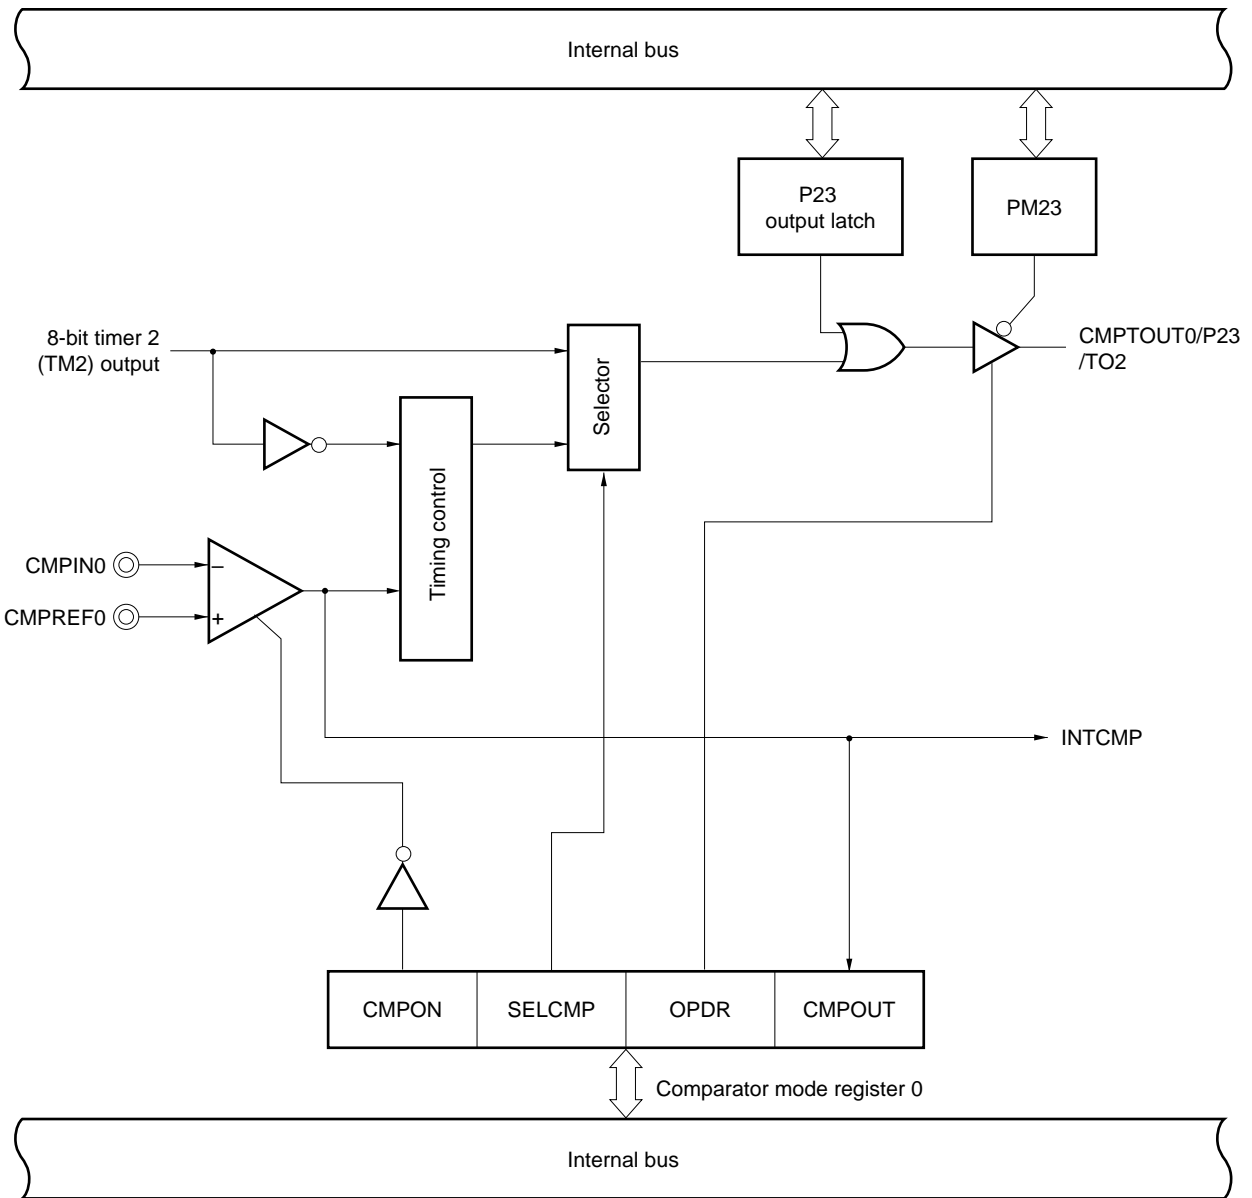 Internal bus
P23
output latch
PM23
8-bit timer 2
(TM2) output
Selector
CMPTOUT0/P23
/TO2
Timing control
CMPIN0
−
CMPREF0
+
INTCMP
CMPON
SELCMP
OPDR
CMPOUT
Comparator mode register 0
Internal bus